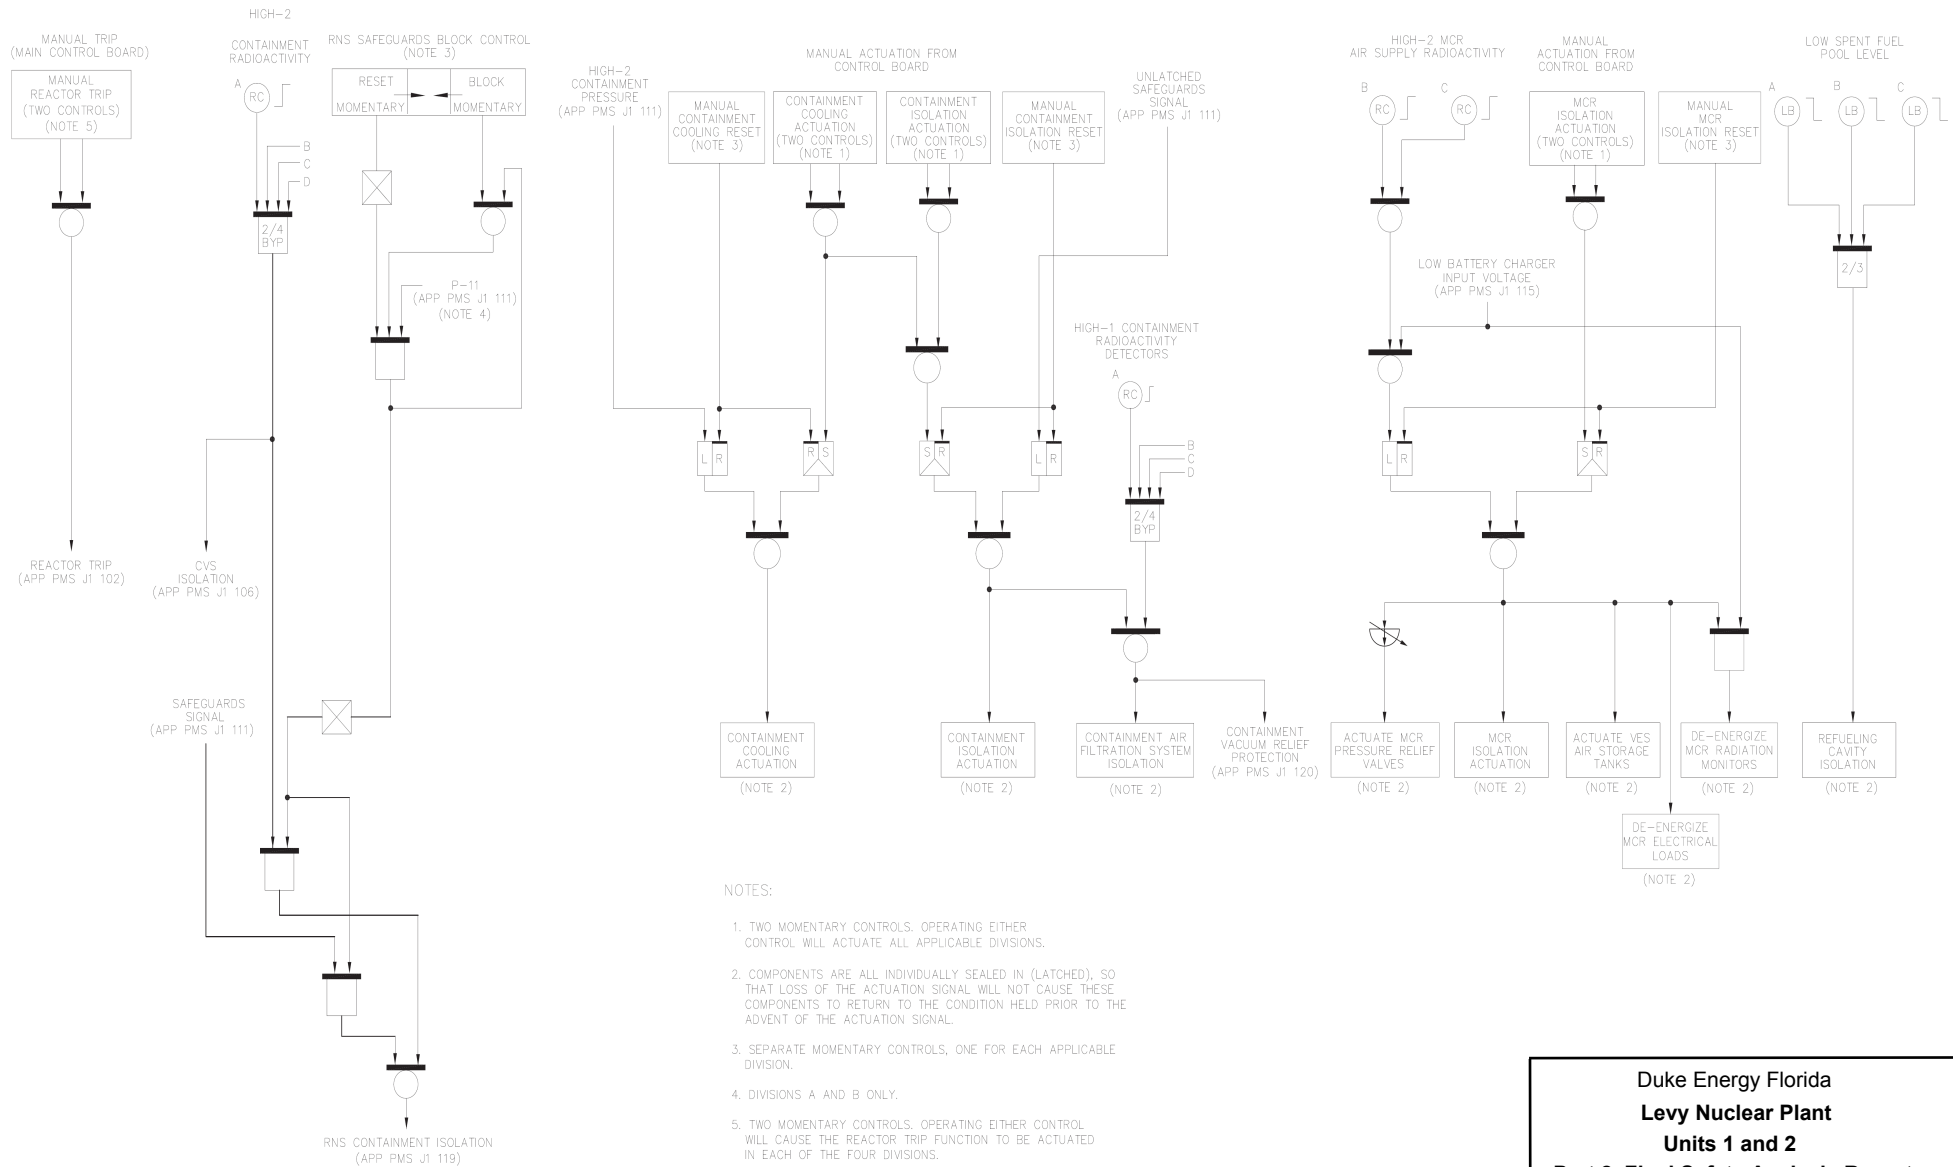 MANUAL TRIP
(MAIN CONTROL BOARD)
MANUAL
REACTOR TRIP
(TWO CONTROLS)
(NOTE 5)
REACTOR TRIP
(APP PMS J1 102)
HIGH-2
CONTAINMENT
RADIOACTIVITY
A
RC
B
C
D
2/4
BYP
CVS
ISOLATION
(APP PMS J1 106)
RNS SAFEGUARDS BLOCK CONTROL
(NOTE 3)
RESET
BLOCK
MOMENTARY
MOMENTARY
P-11
(APP PMS J1 111)
(NOTE 4)
SAFEGUARDS
SIGNAL
(APP PMS J1 111)
RNS CONTAINMENT ISOLATION
(APP PMS J1 119)
HIGH-2
CONTAINMENT
PRESSURE
(APP PMS J1 111)
MANUAL ACTUATION FROM
CONTROL BOARD
MANUAL
CONTAINMENT
COOLING RESET
(NOTE 3)
CONTAINMENT
COOLING
ACTUATION
(TWO CONTROLS)
(NOTE 1)
CONTAINMENT
ISOLATION
ACTUATION
(TWO CONTROLS)
(NOTE 1)
MANUAL
CONTAINMENT
ISOLATION RESET
(NOTE 3)
UNLATCHED
SAFEGUARDS
SIGNAL
(APP PMS J1 111)
HIGH-1 CONTAINMENT
RADIOACTIVITY
DETECTORS
A
RC
B
C
D
2/4
BYP
L R
R S
S R
L R
CONTAINMENT
COOLING
ACTUATION
(NOTE 2)
CONTAINMENT
ISOLATION
ACTUATION
(NOTE 2)
CONTAINMENT AIR
FILTRATION SYSTEM
ISOLATION
(NOTE 2)
CONTAINMENT
VACUUM RELIEF
PROTECTION
(APP PMS J1 120)
HIGH-2 MCR
AIR SUPPLY RADIOACTIVITY
B
RC
C
RC
MANUAL
ACTUATION FROM
CONTROL BOARD
MCR
ISOLATION
ACTUATION
(TWO CONTROLS)
(NOTE 1)
MANUAL
MCR
ISOLATION RESET
(NOTE 3)
LOW BATTERY CHARGER
INPUT VOLTAGE
(APP PMS J1 115)
L R
S R
ACTUATE MCR
PRESSURE RELIEF
VALVES
(NOTE 2)
MCR
ISOLATION
ACTUATION
(NOTE 2)
ACTUATE VES
AIR STORAGE
TANKS
(NOTE 2)
DE-ENERGIZE
MCR RADIATION
MONITORS
(NOTE 2)
DE-ENERGIZE
MCR ELECTRICAL
LOADS
(NOTE 2)
LOW SPENT FUEL
POOL LEVEL
A
LB
B
LB
C
LB
2/3
REFUELING
CAVITY
ISOLATION
(NOTE 2)
NOTES:
1. TWO MOMENTARY CONTROLS. OPERATING EITHER
CONTROL WILL ACTUATE ALL APPLICABLE DIVISIONS.
2. COMPONENTS ARE ALL INDIVIDUALLY SEALED IN (LATCHED), SO
THAT LOSS OF THE ACTUATION SIGNAL WILL NOT CAUSE THESE
COMPONENTS TO RETURN TO THE CONDITION HELD PRIOR TO THE
ADVENT OF THE ACTUATION SIGNAL.
3. SEPARATE MOMENTARY CONTROLS, ONE FOR EACH APPLICABLE
DIVISION.
4. DIVISIONS A AND B ONLY.
5. TWO MOMENTARY CONTROLS. OPERATING EITHER CONTROL
WILL CAUSE THE REACTOR TRIP FUNCTION TO BE ACTUATED
IN EACH OF THE FOUR DIVISIONS.
Duke Energy Florida
Levy Nuclear Plant
Units 1 and 2